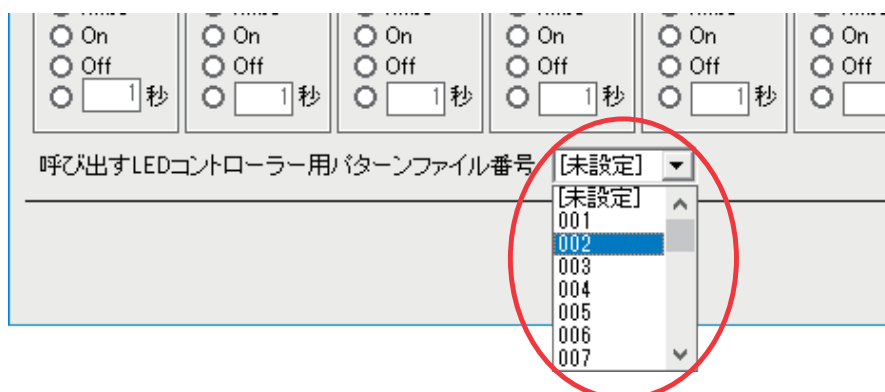 On On On On On On
Off Off Off Off Off Off
1 秒 1 秒 1 秒 1 秒 1 秒
呼び出すLEDコントローラー用パターンファイル番号 [未設定]
[未設定]
001
002
003
004
005
006
007